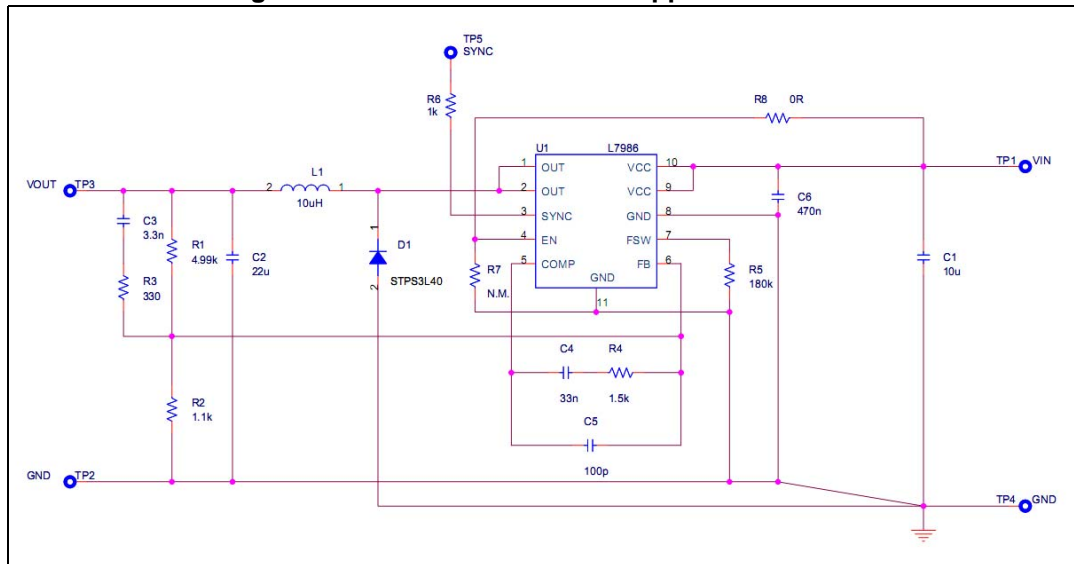 TP5
SYNC
R6
1k
R8 0R
U1 L7986
1 OUT VCC 10
2 OUT VCC 9
3 SYNC GND 8
4 EN FSW 7
5 COMP FB 6
GND
11
TP1 VIN
VOUT TP3
2 L1 1
10uH
C3
3.3n
R1
4.99k
C2
22u
R3
330
1
D1
STPS3L40
2
R7
N.M.
R5
180k
C6
470n
C1
10u
C4 R4
33n 1.5k
C5
100p
R2
1.1k
GND TP2
TP4 GND